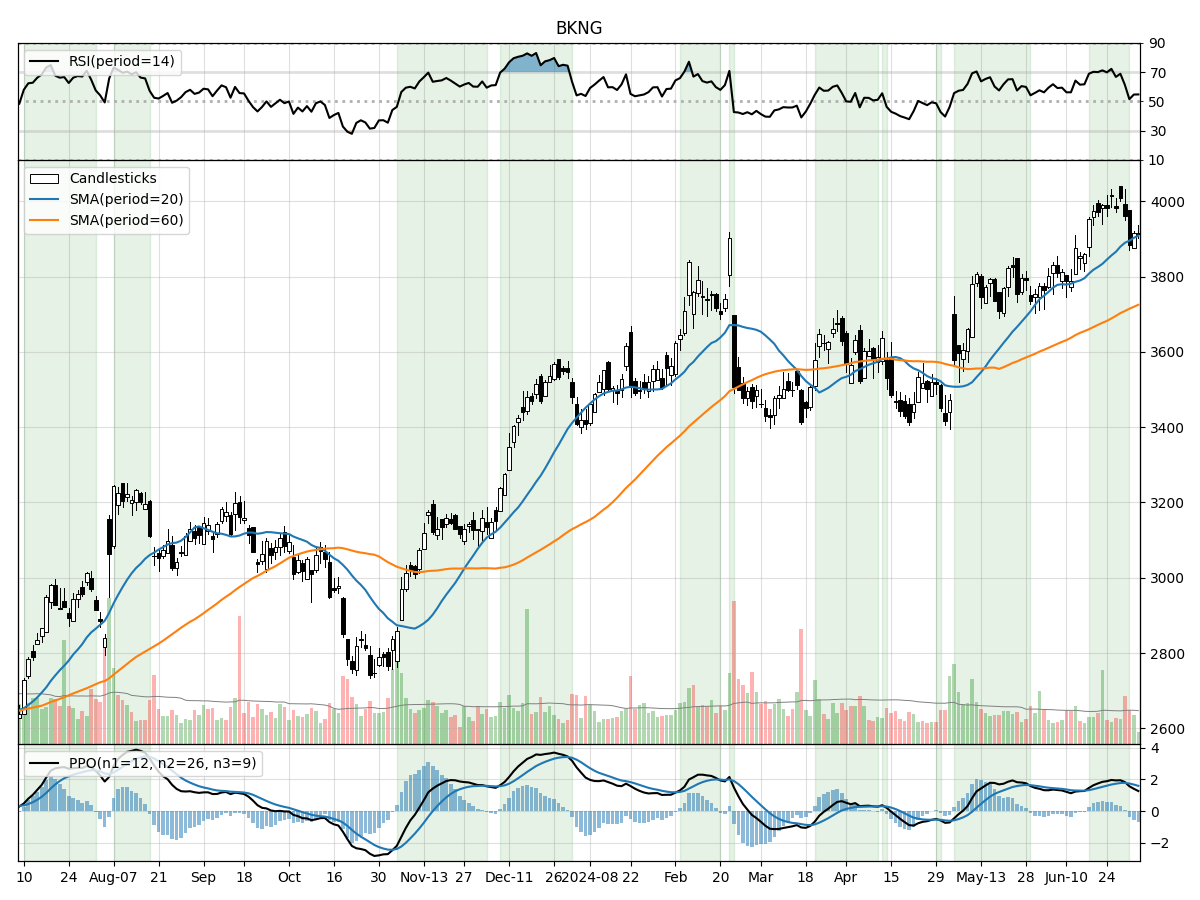 BKNG
RSI(period=14)
90
70
50
30
10
Candlesticks
SMA(period=20)
SMA(period=60)
4000
3800
3600
3400
3200
3000
2800
2600
PPO(n1=12, n2=26, n3=9)
4
2
0
−2
10 24 Aug-07 21 Sep 18 Oct 16 30 Nov-13 27 Dec-11 26 2024-08 22 Feb 20 Mar 18 Apr 15 29 May-13 28 Jun-10 24